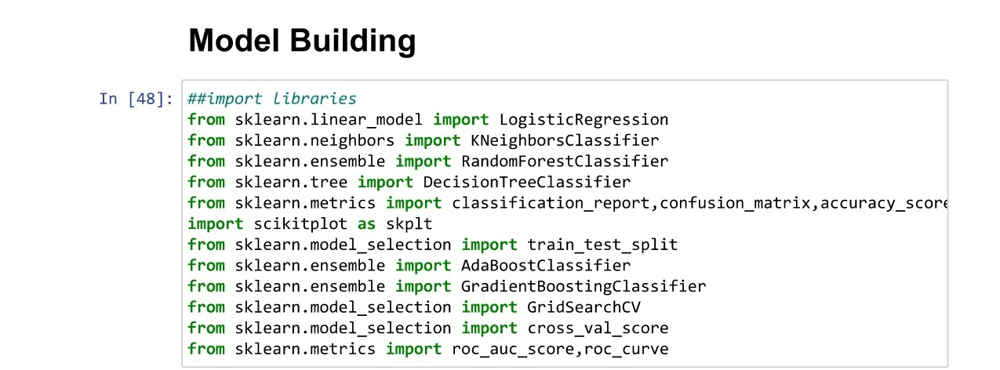 Model Building
In [48]: ##import libraries
from sklearn.linear_model import LogisticRegression
from sklearn.neighbors import KNeighborsClassifier
from sklearn.ensemble import RandomForestClassifier
from sklearn.tree import DecisionTreeClassifier
from sklearn.metrics import classification_report,confusion_matrix,accuracy_score
import scikitplot as skplt
from sklearn.model_selection import train_test_split
from sklearn.ensemble import AdaBoostClassifier
from sklearn.ensemble import GradientBoostingClassifier
from sklearn.model_selection import GridSearchCV
from sklearn.model_selection import cross_val_score
from sklearn.metrics import roc_auc_score,roc_curve